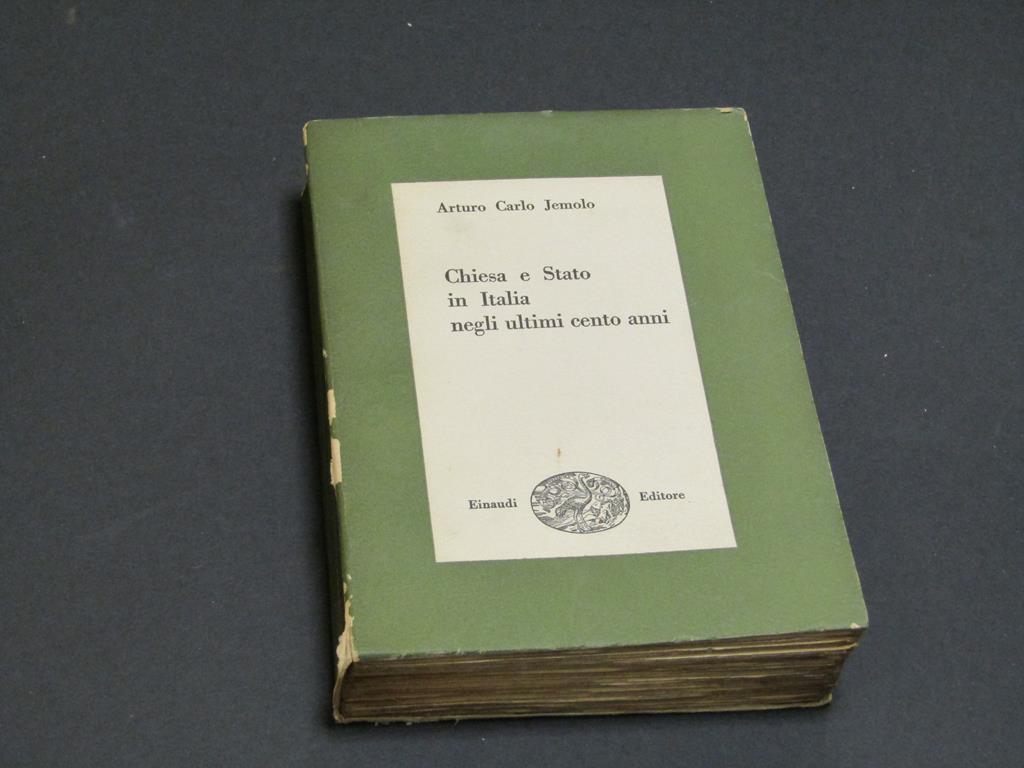 Arturo Carlo Jemolo
Chiesa e Stato
in Italia
negli ultimi cento anni
Einaudi Editore